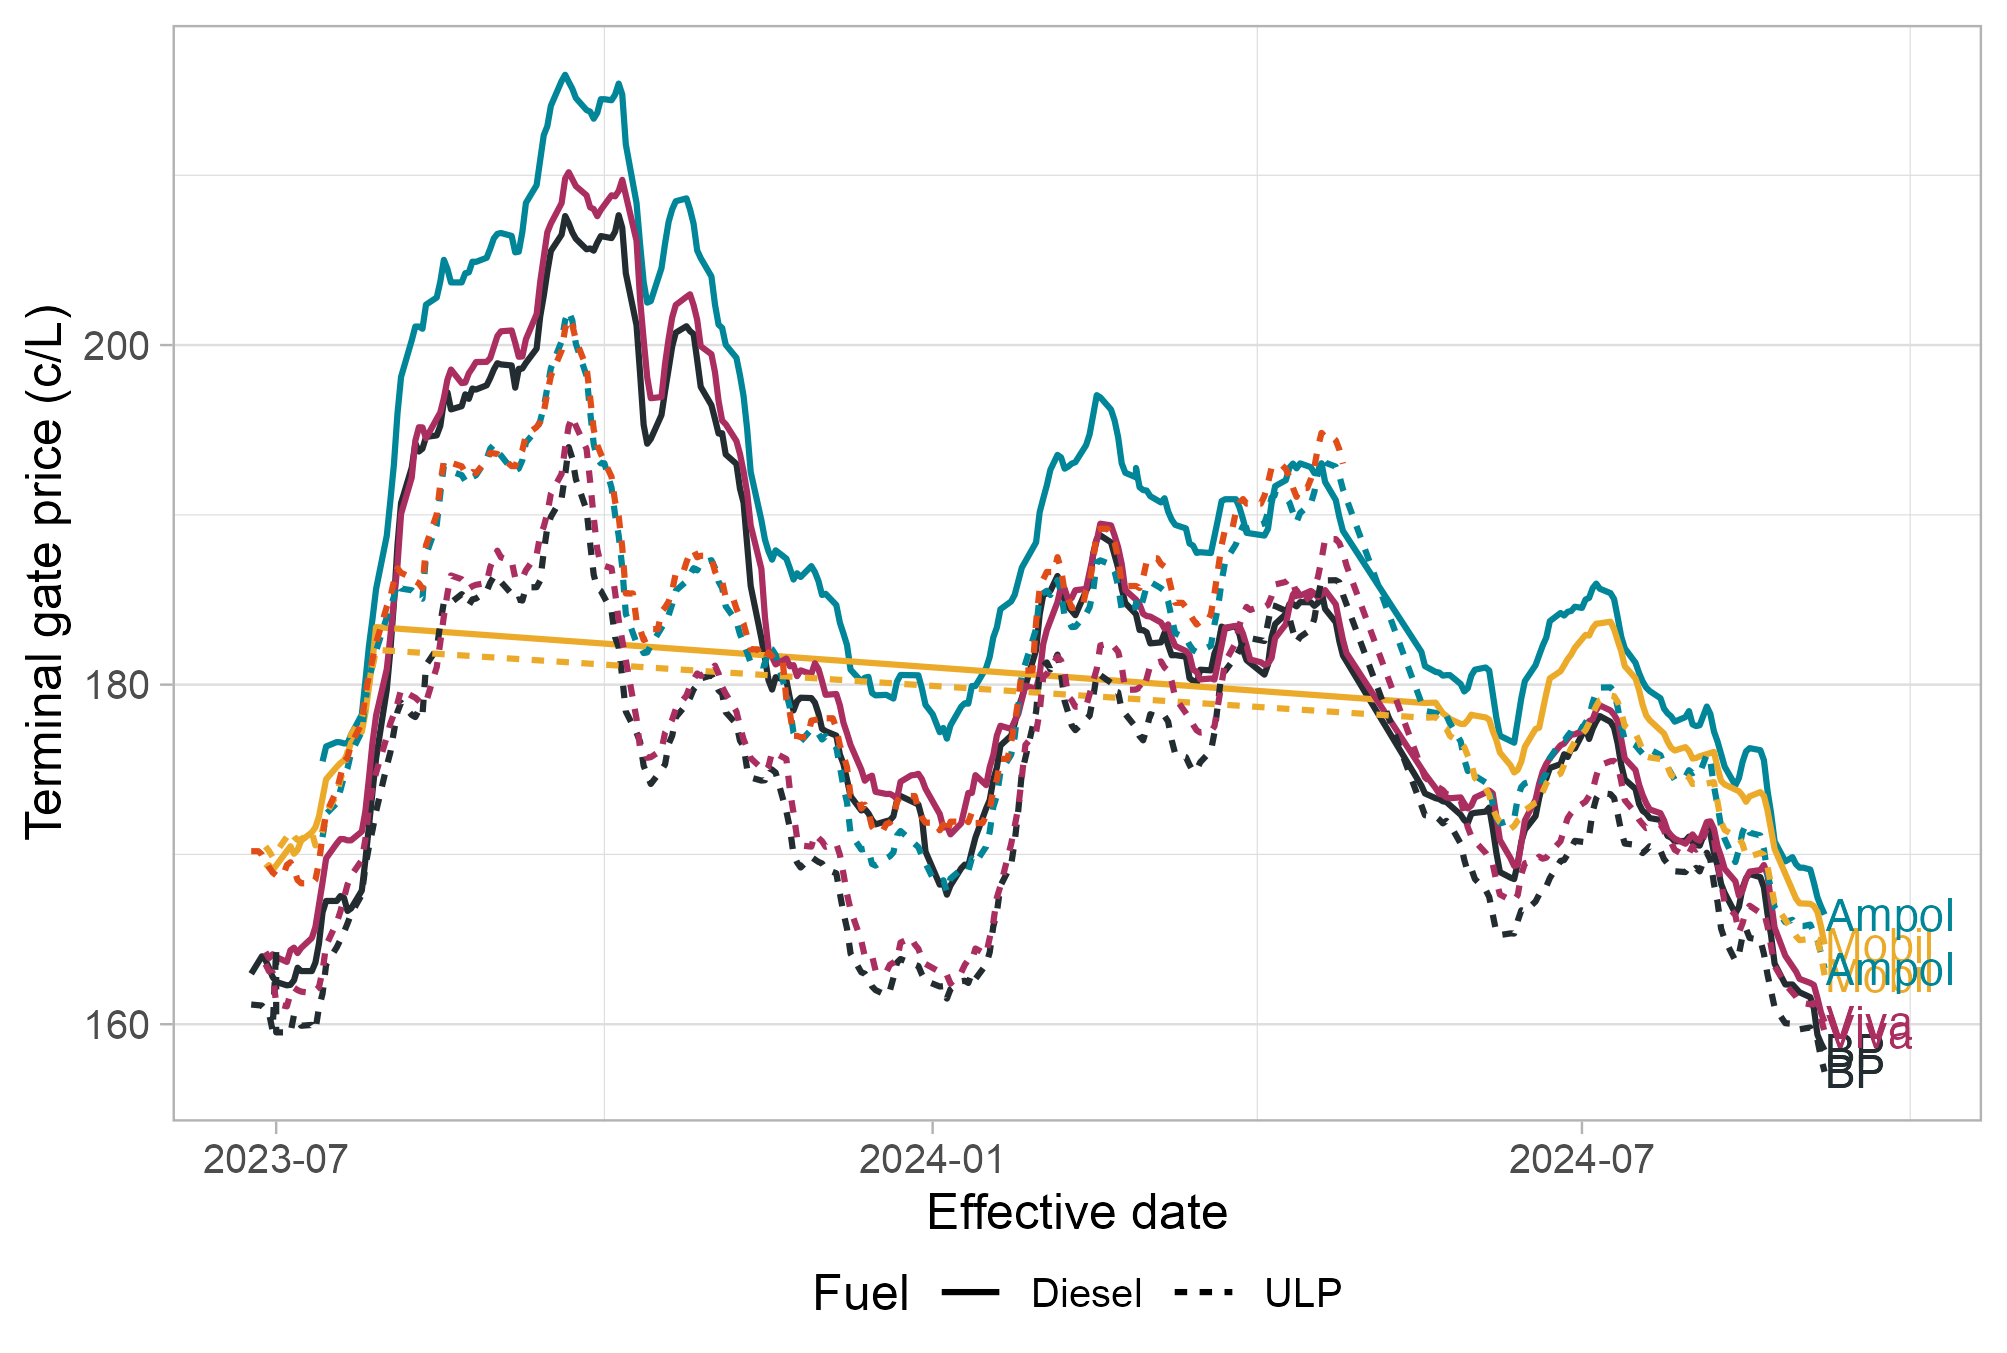 Terminal gate price (c/L)
200
180
160
Ampol
Mobil
Ampol
Mobil
Viva
Viva
BP
BP
2023-07
2024-01
2024-07
Effective date
Fuel
Diesel
ULP